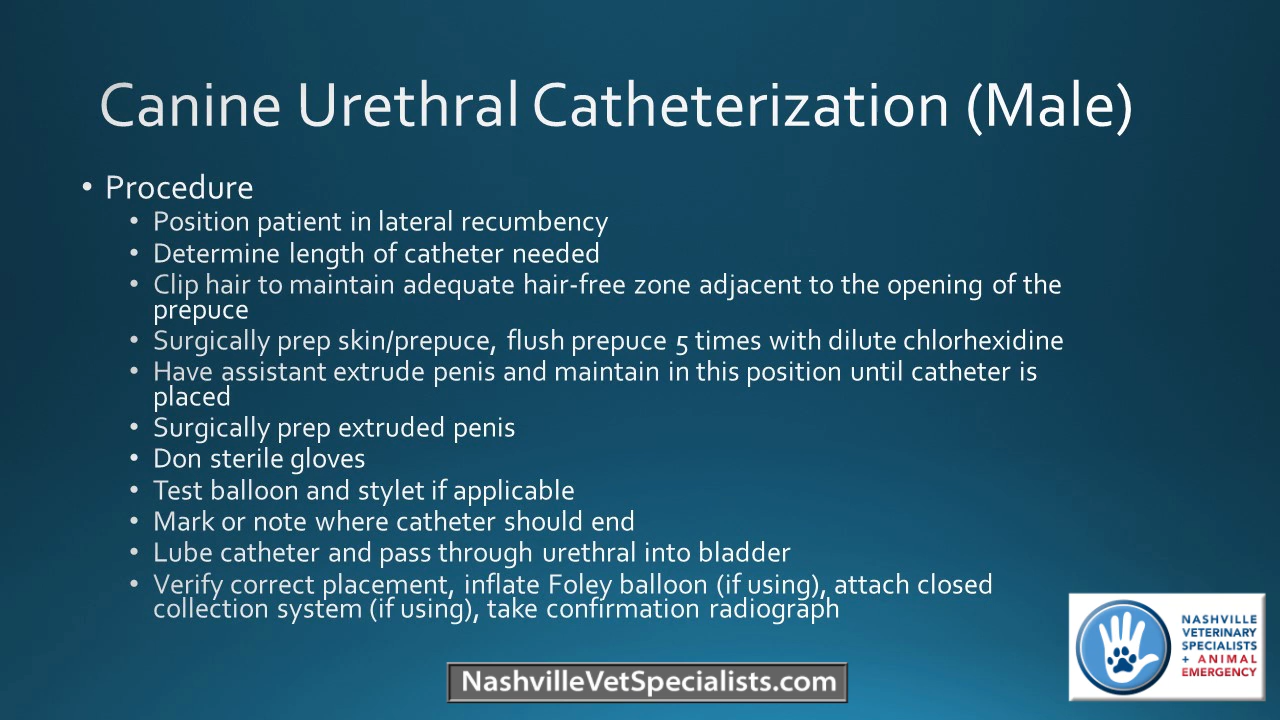 Canine Urethral Catheterization (Male)
• Procedure
• Position patient in lateral recumbency
• Determine length of catheter needed
• Clip hair to maintain adequate hair-free zone adjacent to the opening of the
prepuce
• Surgically prep skin/prepuce, flush prepuce 5 times with dilute chlorhexidine
• Have assistant extrude penis and maintain in this position until catheter is
placed
• Surgically prep extruded penis
• Don sterile gloves
• Test balloon and stylet if applicable
• Mark or note where catheter should end
• Lube catheter and pass through urethral into bladder
• Verify correct placement, inflate Foley balloon (if using), attach closed
collection system (if using), take confirmation radiograph
NASHVILLE
VETERINARY
SPECIALISTS
+ ANIMAL
EMERGENCY
NashvilleVetSpecialists.com